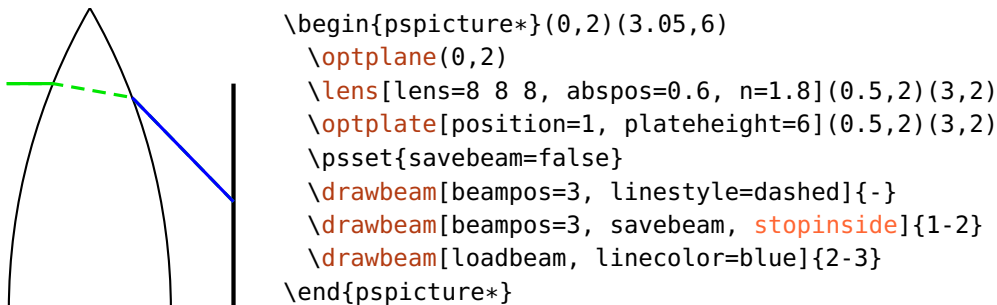 \begin{pspicture*}(0,2)(3.05,6)
\optplane(0,2)
\lens[lens=8 8 8, abspos=0.6, n=1.8](0.5,2)(3,2)
\optplate[position=1, plateheight=6](0.5,2)(3,2)
\psset{savebeam=false}
\drawbeam[beampos=3, linestyle=dashed]{-}
\drawbeam[beampos=3, savebeam, stopinside]{1-2}
\drawbeam[loadbeam, linecolor=blue]{2-3}
\end{pspicture*}